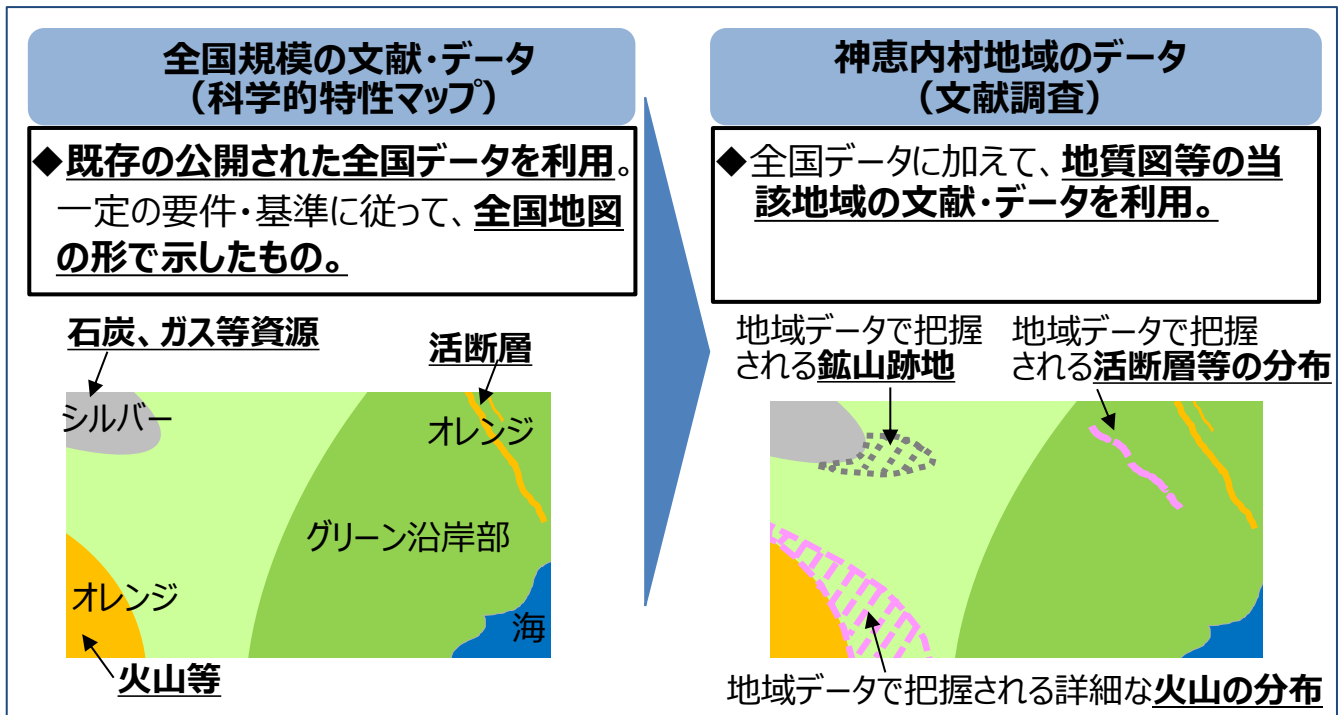 全国規模の文献・データ
（科学的特性マップ）
◆既存の公開された全国データを利用。
一定の要件・基準に従って、全国地図
の形で示したもの。
石炭、ガス等資源
活断層
シルバー
オレンジ
グリーン沿岸部
オレンジ
海
火山等
神恵内村地域のデータ
（文献調査）
◆全国データに加えて、地質図等の当
該地域の文献・データを利用。
地域データで把握
される鉱山跡地
地域データで把握
される活断層等の分布
地域データで把握される詳細な火山の分布